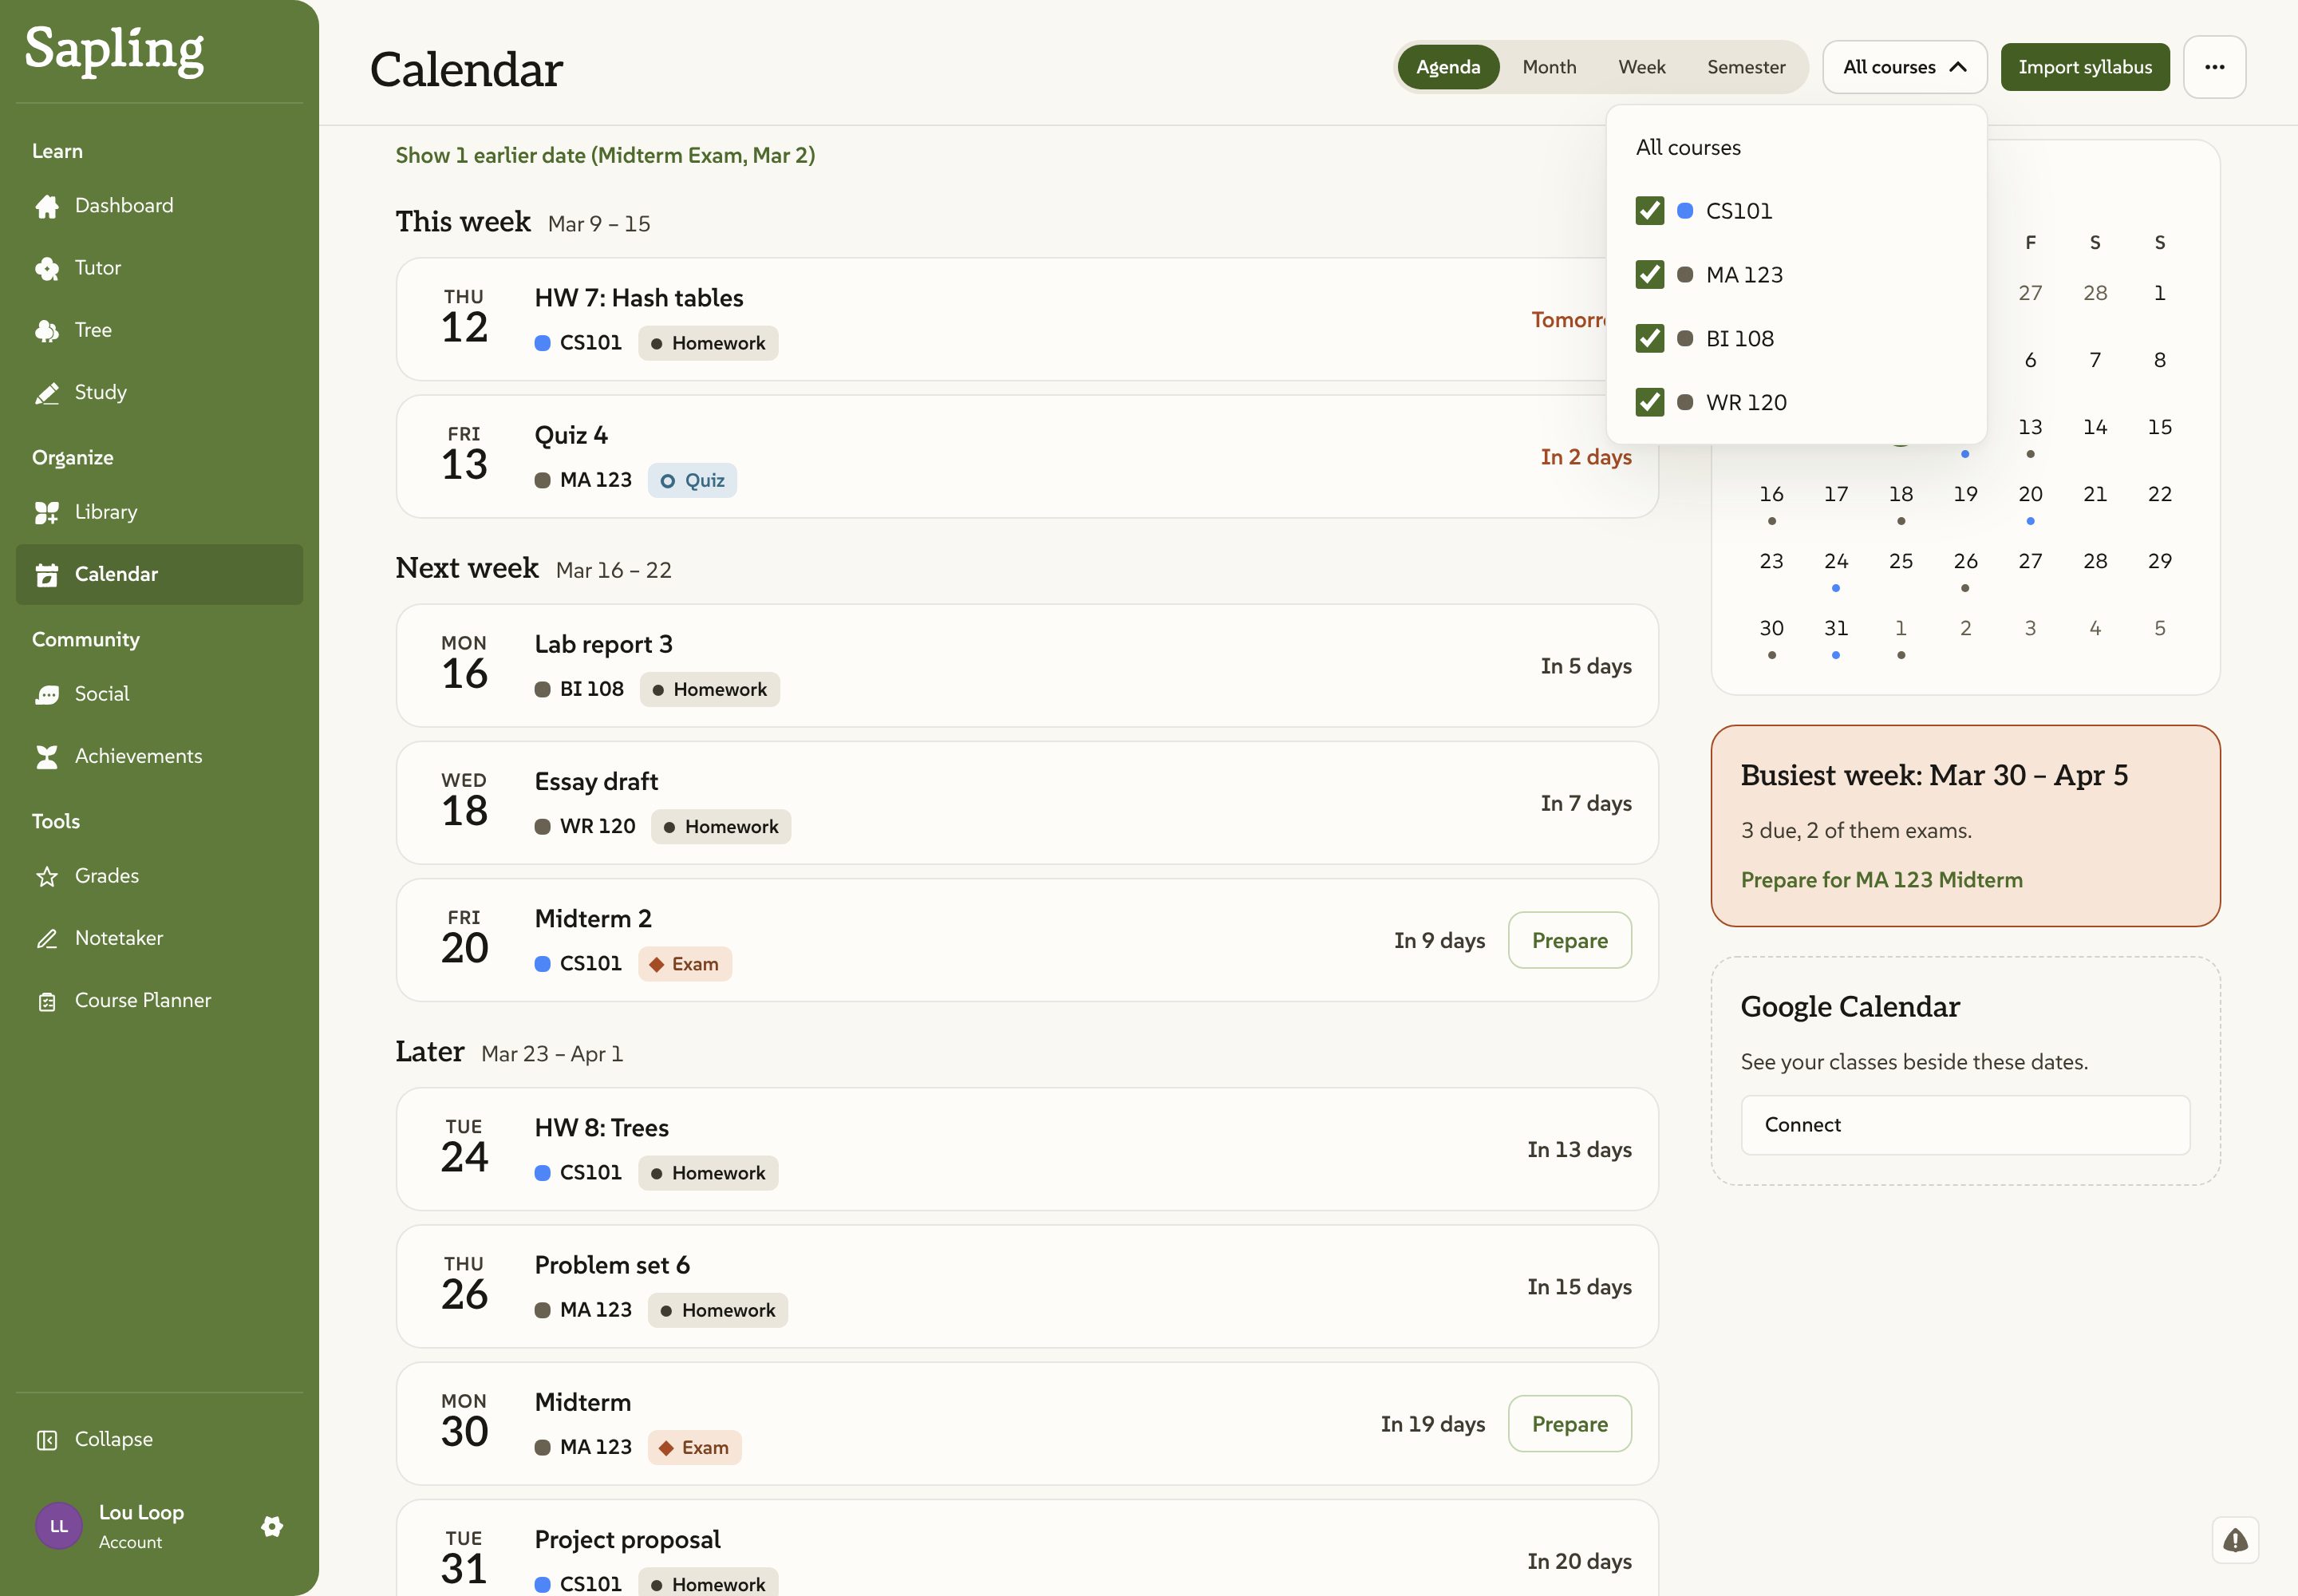 Sapling
Learn
Dashboard
Tutor
Tree
Study
Organize
Library
Calendar
Community
Social
Achievements
Tools
Grades
Notetaker
Course Planner
Collapse
LL
Lou Loop
Account
Calendar
Agenda Month Week Semester
All courses
Import syllabus
All courses
CS101
MA 123
BI 108
WR 120
Show 1 earlier date (Midterm Exam, Mar 2)
This week Mar 9 – 15
THU
12
HW 7: Hash tables
CS101 Homework
FRI
13
Quiz 4
MA 123 Quiz
In 2 days
Next week Mar 16 – 22
MON
16
Lab report 3
BI 108 Homework
In 5 days
WED
18
Essay draft
WR 120 Homework
In 7 days
FRI
20
Midterm 2
CS101 Exam
In 9 days
Prepare
Later Mar 23 – Apr 1
TUE
24
HW 8: Trees
CS101 Homework
In 13 days
THU
26
Problem set 6
MA 123 Homework
In 15 days
MON
30
Midterm
MA 123 Exam
In 19 days
Prepare
TUE
31
Project proposal
CS101 Homework
In 20 days
F S S
27 28 1
6 7 8
13 14 15
16 17 18 19 20 21 22
23 24 25 26 27 28 29
30 31 1 2 3 4 5
Busiest week: Mar 30 – Apr 5
3 due, 2 of them exams.
Prepare for MA 123 Midterm
Google Calendar
See your classes beside these dates.
Connect